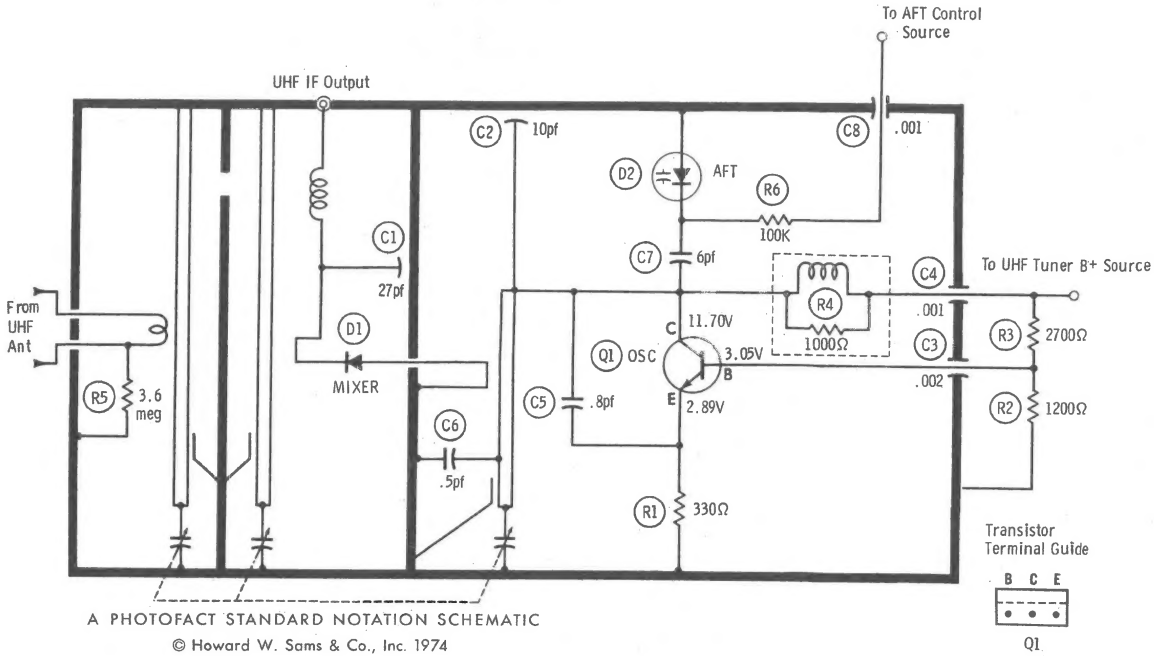 To AFT Control
Source
UHF IF Output
C2
10pf
C8
.001
D2
AFT
R6
100K
C1
27pf
C7
6pf
C4
To UHF Tuner B+ Source
.001
R4
1000Ω
From
UHF
Ant
D1
MIXER
C
11.70V
Q1
OSC
3.05V
B
E
2.89V
C3
.002
R3
2700Ω
R5
3.6
meg
C5
.8pf
R2
1200Ω
C6
.5pf
R1
330Ω
Transistor
Terminal Guide
B C E
Q1
A PHOTOFACT STANDARD NOTATION SCHEMATIC
© Howard W. Sams & Co., Inc. 1974